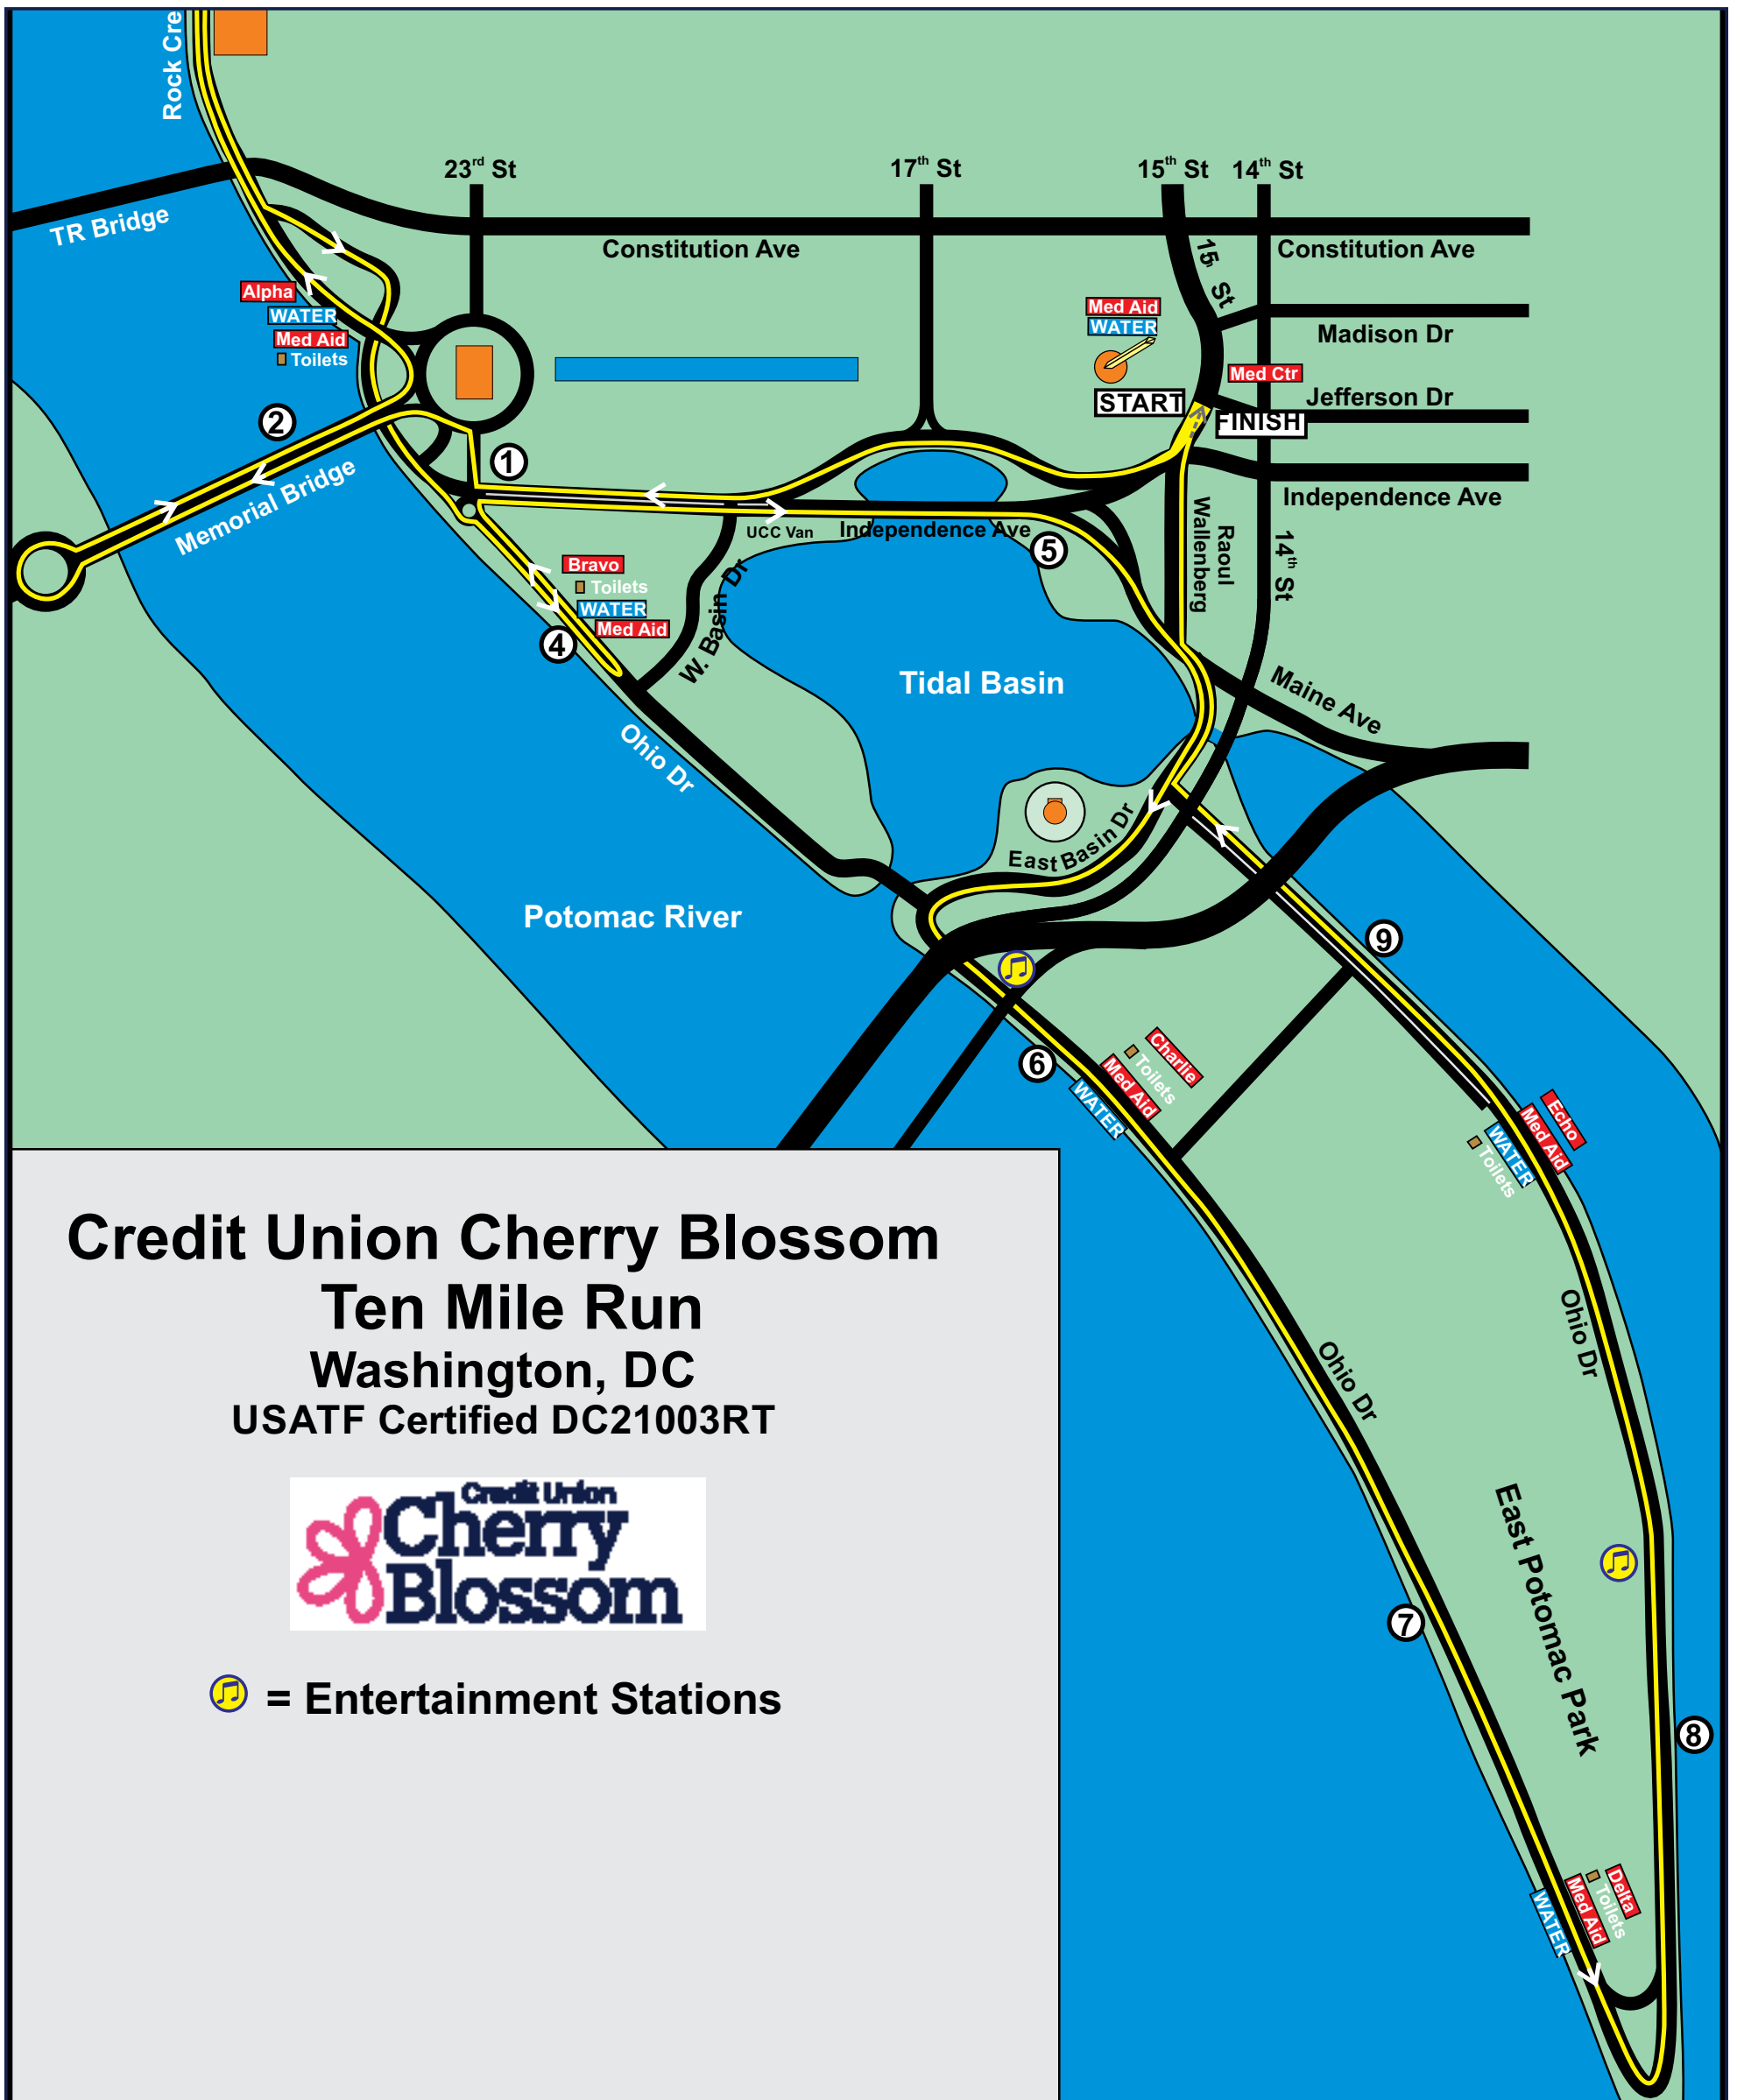 Rock Cre
23rd St
17th St
15th St
14th St
TR Bridge
Constitution Ave
15th St
Constitution Ave
Alpha
WATER
Med Aid
Toilets
Med Aid
WATER
Madison Dr
Med Ctr
Jefferson Dr
START
FINISH
2
1
Memorial Bridge
Independence Ave
UCC Van
Independence Ave
5
Raoul
Wallenberg
14th St
Bravo
Toilets
WATER
Med Aid
4
W. Basin Dr
Tidal Basin
Maine Ave
Ohio Dr
East Basin Dr
Potomac River
9
6
Charlie
Toilets
Med Aid
WATER
Echo
Med Aid
WATER
Toilets
Credit Union Cherry Blossom
Ten Mile Run
Washington, DC
USATF Certified DC21003RT
Credit Union
Cherry
Blossom
= Entertainment Stations
Ohio Dr
Ohio Dr
East Potomac Park
7
8
Delta
Toilets
Med Aid
WATER